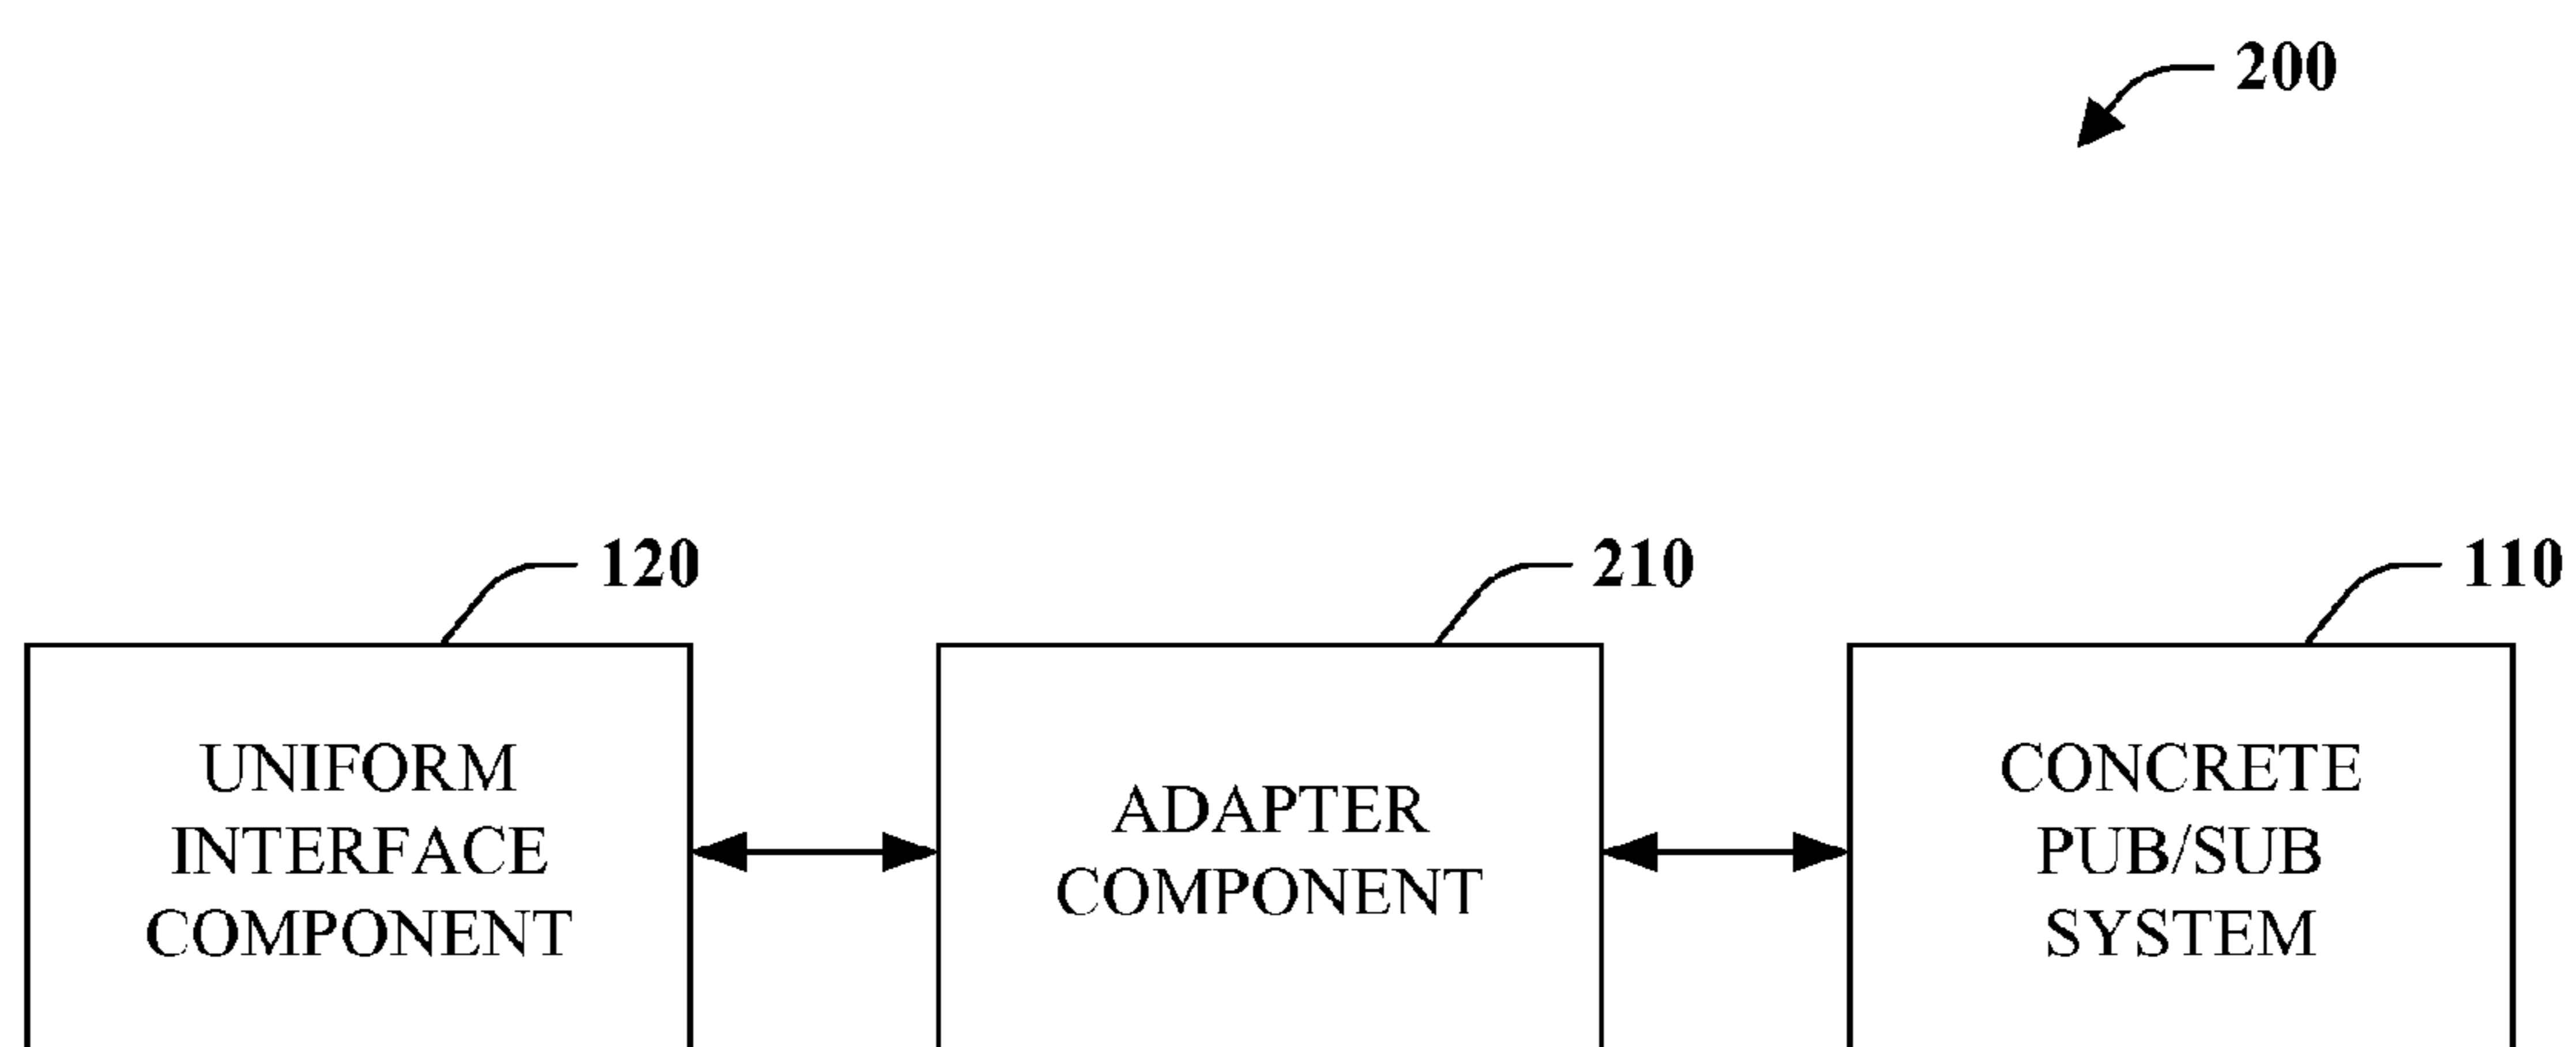 200
120
210
110
UNIFORM
INTERFACE
COMPONENT
ADAPTER
COMPONENT
CONCRETE
PUB/SUB
SYSTEM